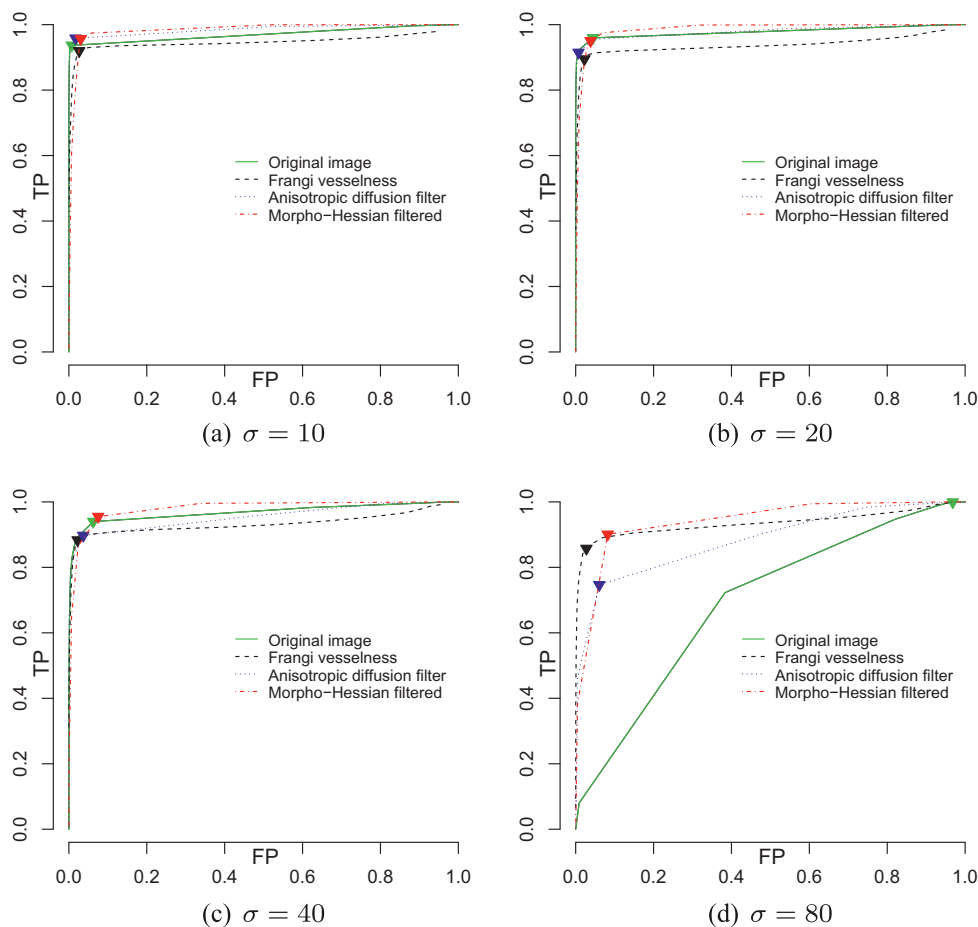 TP
0.0 0.2 0.4 0.6 0.8 1.0
Original image
Frangi vesselness
Anisotropic diffusion filter
Morpho−Hessian filtered
FP
0.0 0.2 0.4 0.6 0.8 1.0
(a) σ = 10
TP
0.0 0.2 0.4 0.6 0.8 1.0
Original image
Frangi vesselness
Anisotropic diffusion filter
Morpho−Hessian filtered
FP
0.0 0.2 0.4 0.6 0.8 1.0
(b) σ = 20
TP
0.0 0.2 0.4 0.6 0.8 1.0
Original image
Frangi vesselness
Anisotropic diffusion filter
Morpho−Hessian filtered
FP
0.0 0.2 0.4 0.6 0.8 1.0
(c) σ = 40
TP
0.0 0.2 0.4 0.6 0.8 1.0
Original image
Frangi vesselness
Anisotropic diffusion filter
Morpho−Hessian filtered
FP
0.0 0.2 0.4 0.6 0.8 1.0
(d) σ = 80